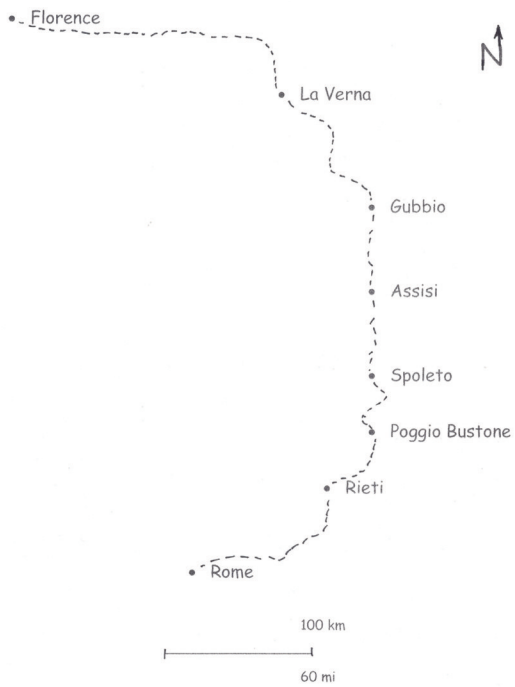 Florence
N
La Verna
Gubbio
Assisi
Spoleto
Poggio Bustone
Rieti
Rome
100 km
60 mi